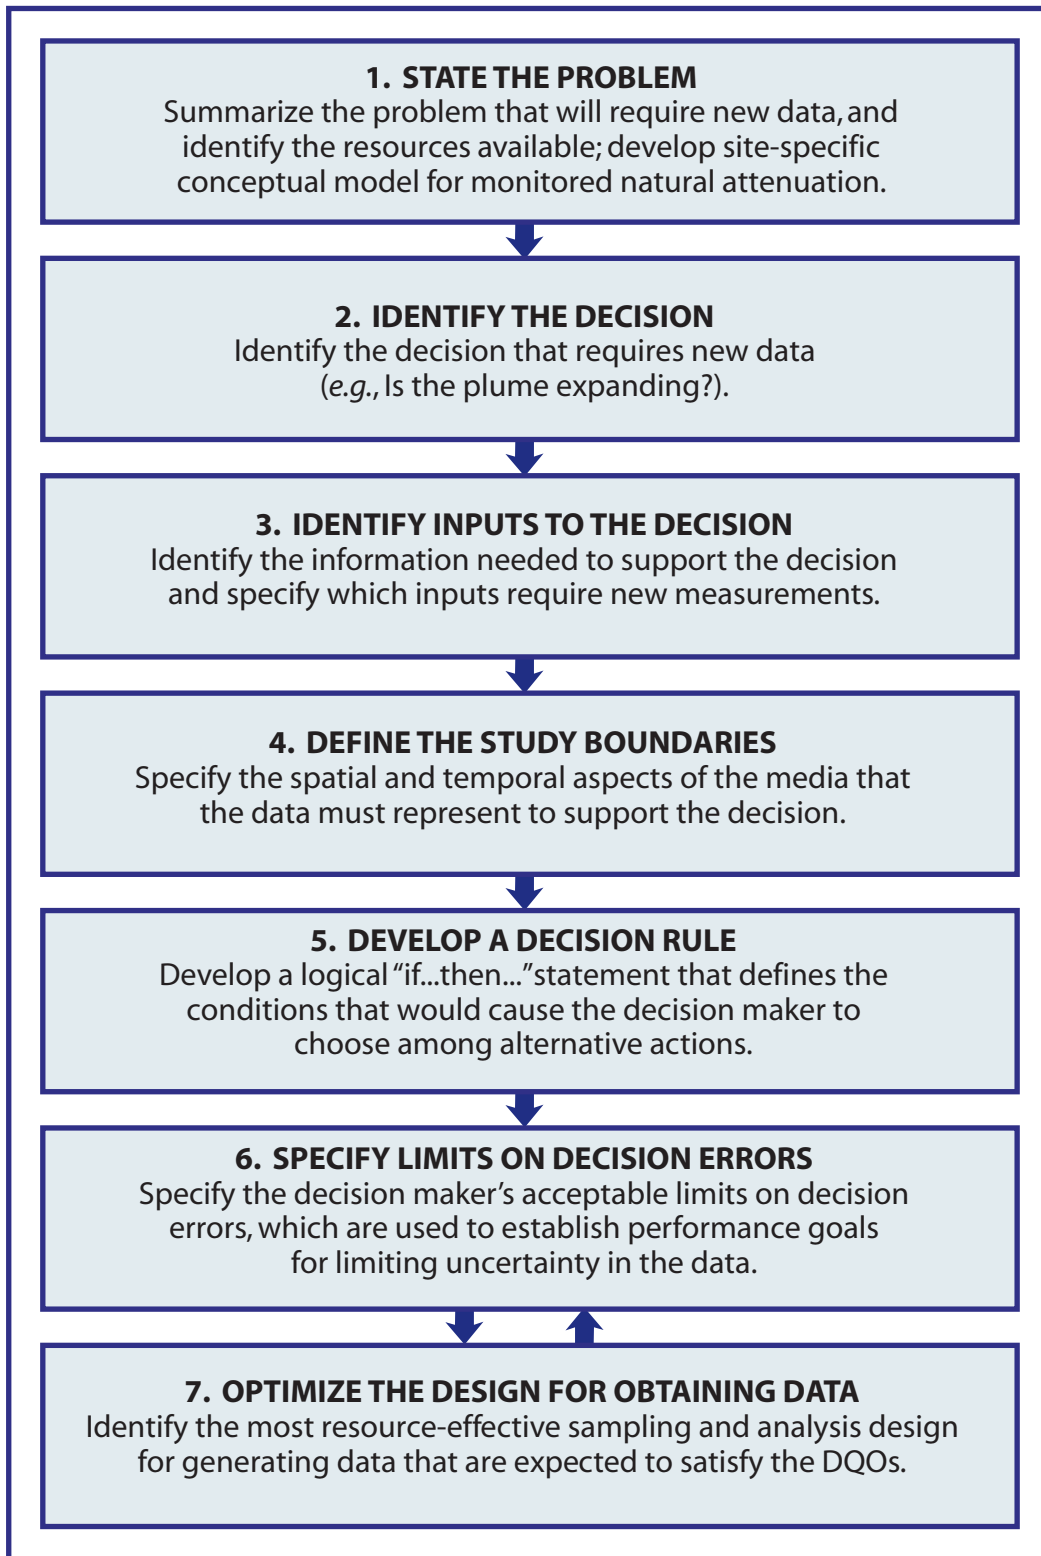 1. STATE THE PROBLEM
Summarize the problem that will require new data, and
identify the resources available; develop site-specific
conceptual model for monitored natural attenuation.
2. IDENTIFY THE DECISION
Identify the decision that requires new data
(e.g., Is the plume expanding?).
3. IDENTIFY INPUTS TO THE DECISION
Identify the information needed to support the decision
and specify which inputs require new measurements.
4. DEFINE THE STUDY BOUNDARIES
Specify the spatial and temporal aspects of the media that
the data must represent to support the decision.
5. DEVELOP A DECISION RULE
Develop a logical “if...then...” statement that defines the
conditions that would cause the decision maker to
choose among alternative actions.
6. SPECIFY LIMITS ON DECISION ERRORS
Specify the decision maker’s acceptable limits on decision
errors, which are used to establish performance goals
for limiting uncertainty in the data.
7. OPTIMIZE THE DESIGN FOR OBTAINING DATA
Identify the most resource-effective sampling and analysis design
for generating data that are expected to satisfy the DQOs.